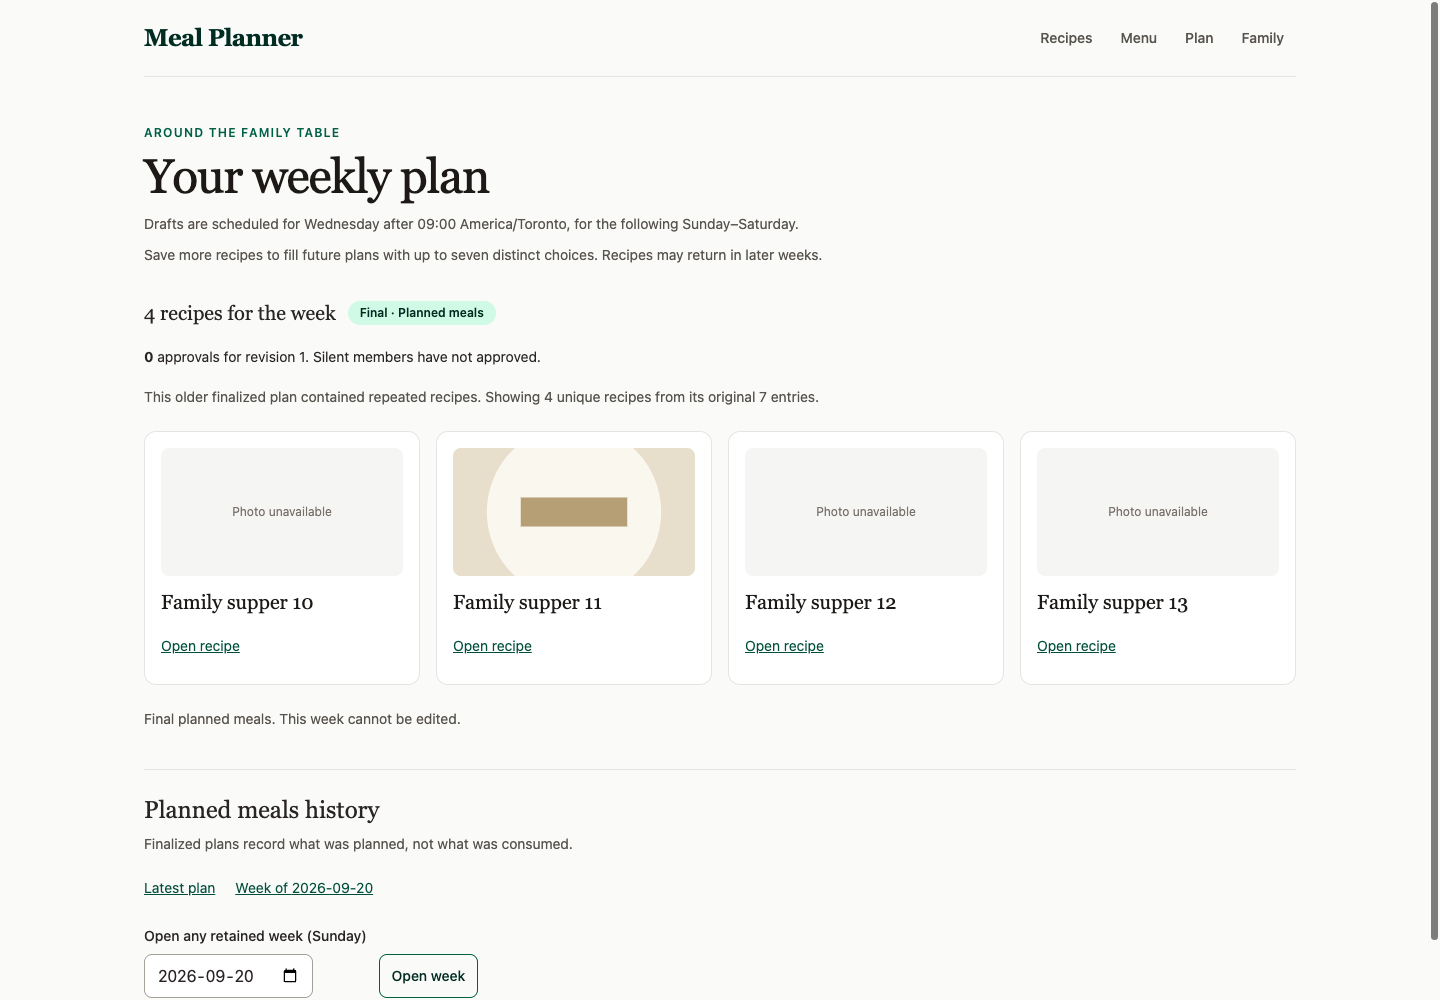 Meal Planner
Recipes Menu Plan Family
AROUND THE FAMILY TABLE
Your weekly plan
Drafts are scheduled for Wednesday after 09:00 America/Toronto, for the following Sunday–Saturday.
Save more recipes to fill future plans with up to seven distinct choices. Recipes may return in later weeks.
4 recipes for the week Final · Planned meals
0 approvals for revision 1. Silent members have not approved.
This older finalized plan contained repeated recipes. Showing 4 unique recipes from its original 7 entries.
Photo unavailable Photo unavailable Photo unavailable
Family supper 10 Family supper 11 Family supper 12 Family supper 13
Open recipe Open recipe Open recipe Open recipe
Final planned meals. This week cannot be edited.
Planned meals history
Finalized plans record what was planned, not what was consumed.
Latest plan Week of 2026-09-20
Open any retained week (Sunday)
2026-09-20 Open week